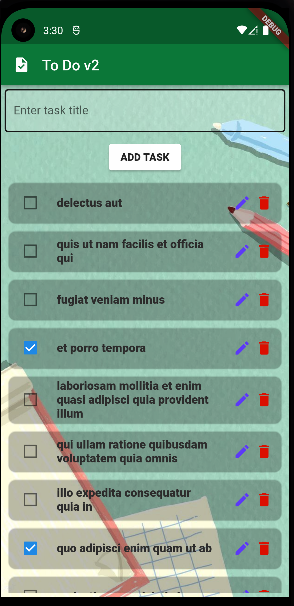 3:30
DEBUG
To Do v2
Enter task title
ADD TASK
delectus aut
quis ut nam facilis et officia
qui
fugiat veniam minus
et porro tempora
laboriosam mollitia et enim
quasi adipisci quia provident
illum
qui ullam ratione quibusdam
voluptatem quia omnis
illo expedita consequatur
quia in
quo adipisci enim quam ut ab